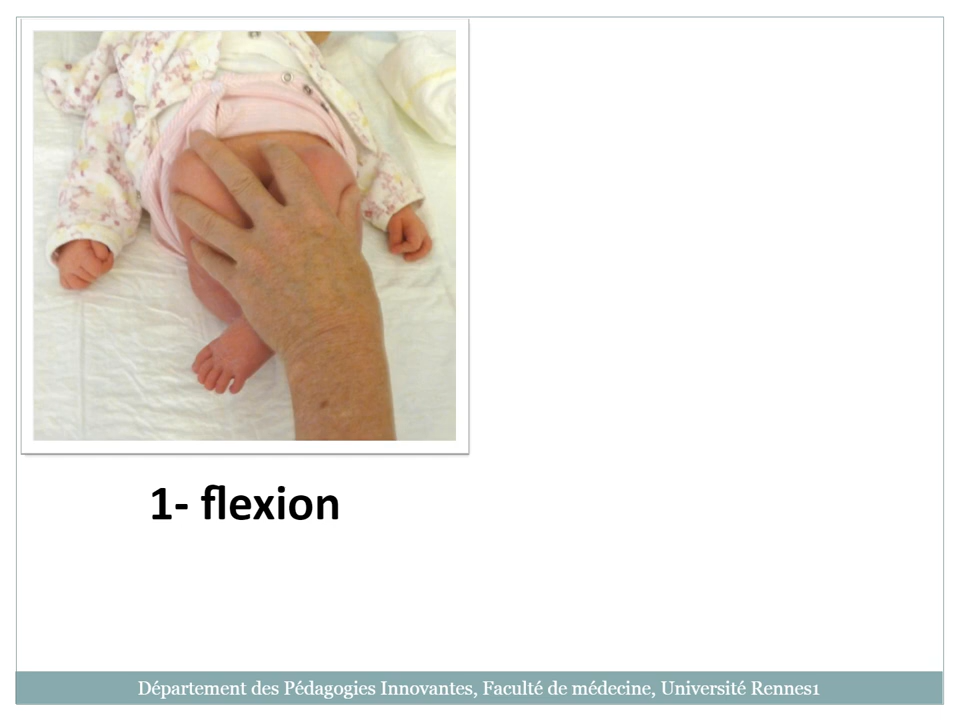 1- flexion
Département des Pédagogies Innovantes, Faculté de médecine, Université Rennes1